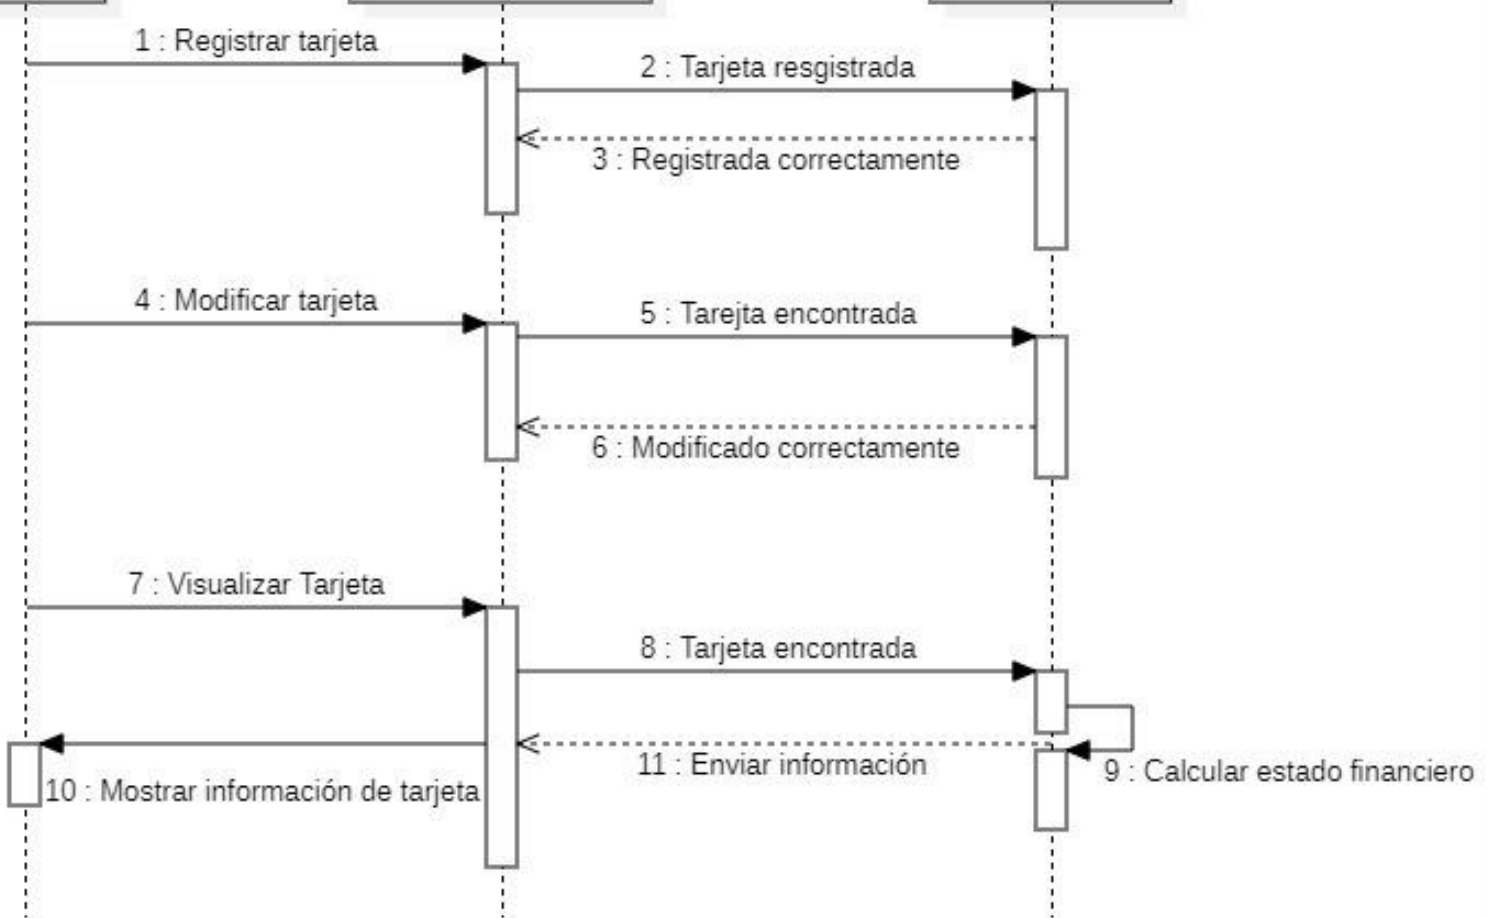 1 : Registrar tarjeta
2 : Tarjeta resgistrada
3 : Registrada correctamente
4 : Modificar tarjeta
5 : Tarejta encontrada
6 : Modificado correctamente
7 : Visualizar Tarjeta
8 : Tarjeta encontrada
11 : Enviar información
9 : Calcular estado financiero
10 : Mostrar información de tarjeta